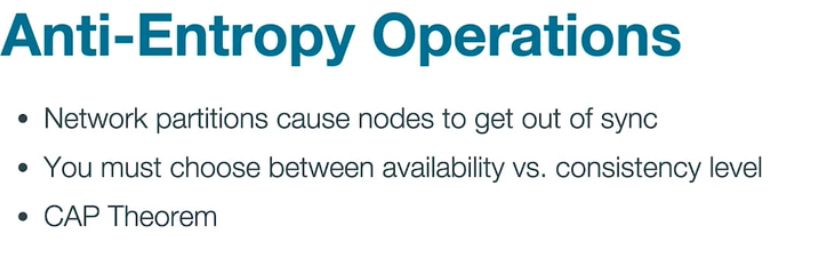 Anti-Entropy Operations
• Network partitions cause nodes to get out of sync
• You must choose between availability vs. consistency level
• CAP Theorem